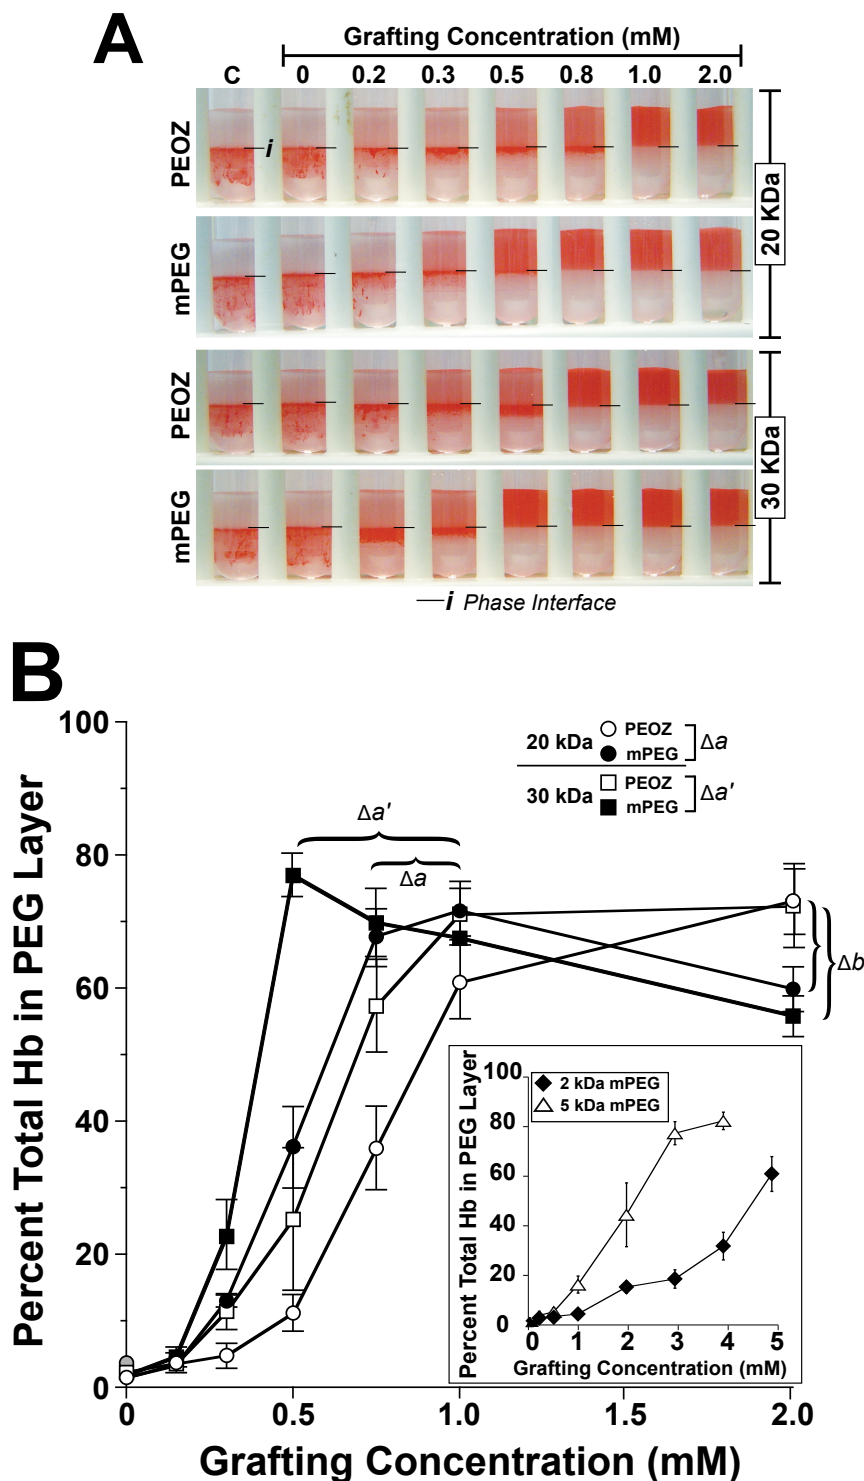 A
Grafting Concentration (mM)
C 0 0.2 0.3 0.5 0.8 1.0 2.0
PEOZ
i
mPEG
20 KDa
PEOZ
mPEG
30 KDa
—i Phase Interface
B
Percent Total Hb in PEG Layer
100
80
60
40
20
0
0 0.5 1.0 1.5 2.0
Grafting Concentration (mM)
20 kDa PEOZ
mPEG
Δa
30 kDa PEOZ
mPEG
Δa'
Δa'
Δa
Δb
Percent Total Hb in PEG Layer
100
80
60
40
20
0
2 kDa mPEG
5 kDa mPEG
0 1 2 3 4 5
Grafting Concentration (mM)